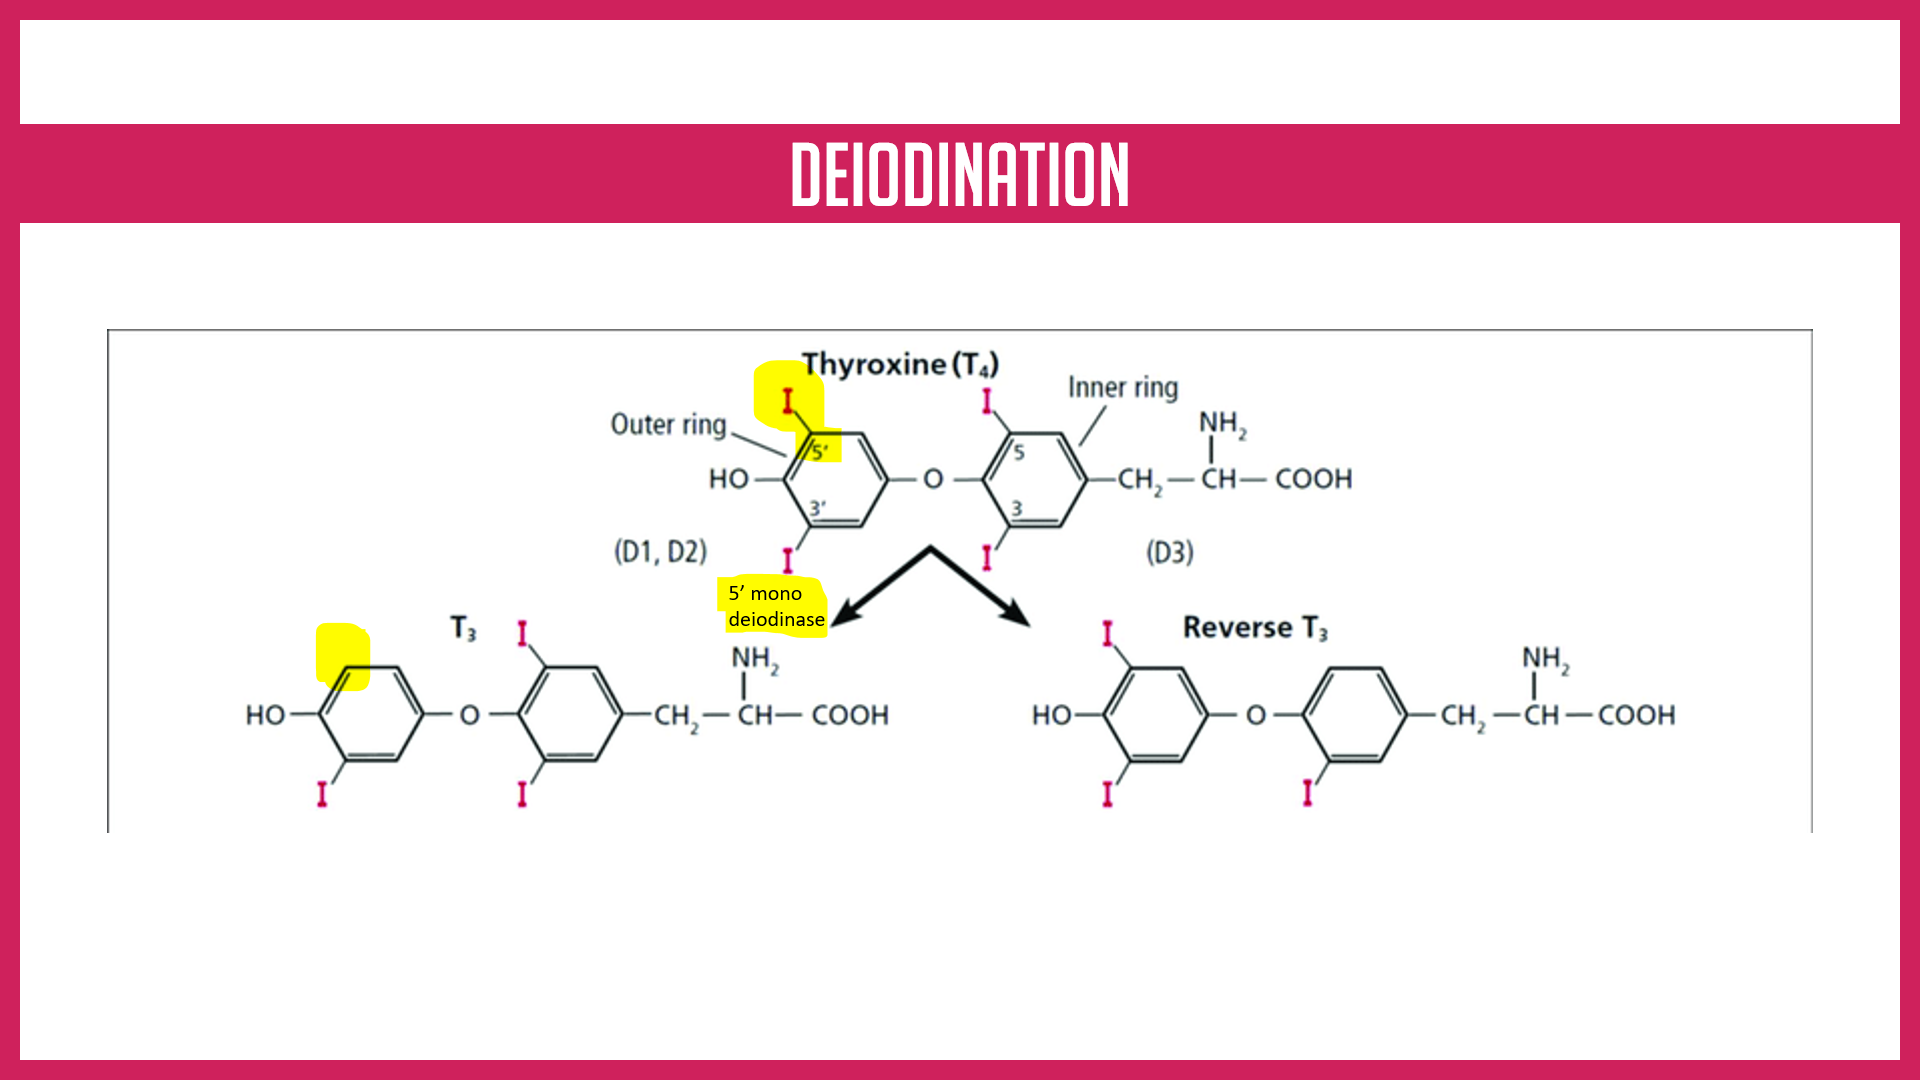 DEIODINATION
Thyroxine (T₄)
Inner ring
Outer ring
I
I
NH₂
5'
5
HO
O
CH₂
CH
COOH
3'
3
(D1, D2)
I
I
(D3)
5' mono
deiodinase
T₃
I
NH₂
HO
O
CH₂
CH
COOH
I
I
Reverse T₃
I
NH₂
HO
O
CH₂
CH
COOH
I
I